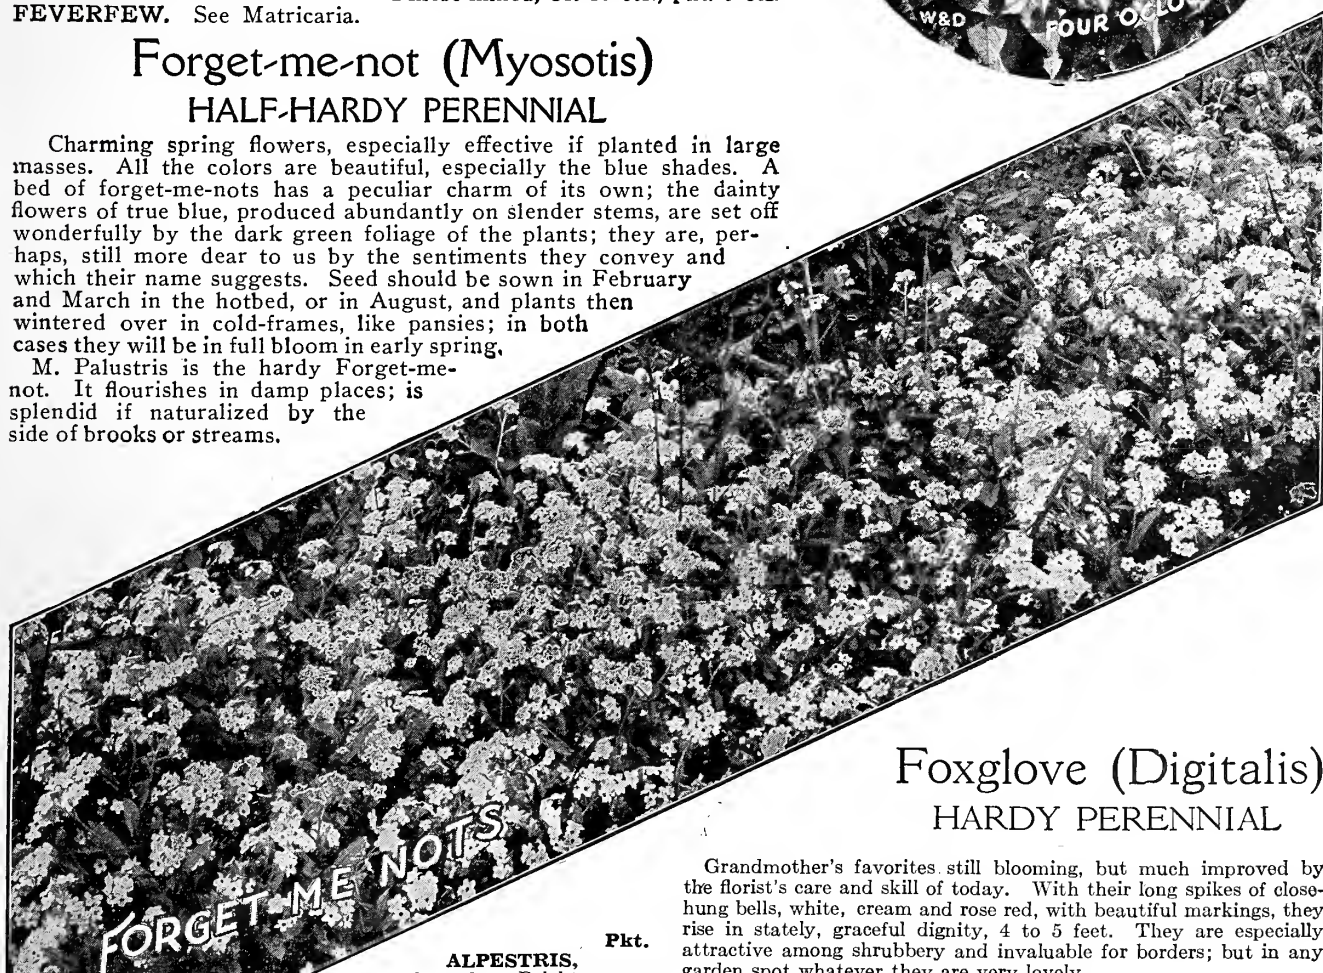 FEVERFEW. See Matricaria.
W&D
FOUR O'CLO
Forget-me-not (Myosotis)
HALF-HARDY PERENNIAL
Charming spring flowers, especially effective if planted in large
masses. All the colors are beautiful, especially the blue shades. A
bed of forget-me-nots has a peculiar charm of its own; the dainty
flowers of true blue, produced abundantly on slender stems, are set off
wonderfully by the dark green foliage of the plants; they are, per-
haps, still more dear to us by the sentiments they convey and
which their name suggests. Seed should be sown in February
and March in the hotbed, or in August, and plants then
wintered over in cold-frames, like pansies; in both
cases they will be in full bloom in early spring.
M. Palustris is the hardy Forget-me-
not. It flourishes in damp places; is
splendid if naturalized by the
side of brooks or streams.
FORGET ME NOTS
Pkt.
ALPESTRIS,
Foxglove (Digitalis)
HARDY PERENNIAL
Grandmother's favorites still blooming, but much improved by
the florist's care and skill of today. With their long spikes of close-
hung bells, white, cream and rose red, with beautiful markings, they
rise in stately, graceful dignity, 4 to 5 feet. They are especially
attractive among shrubbery and invaluable for borders; but in any
garden spot whatever they are very lovely.